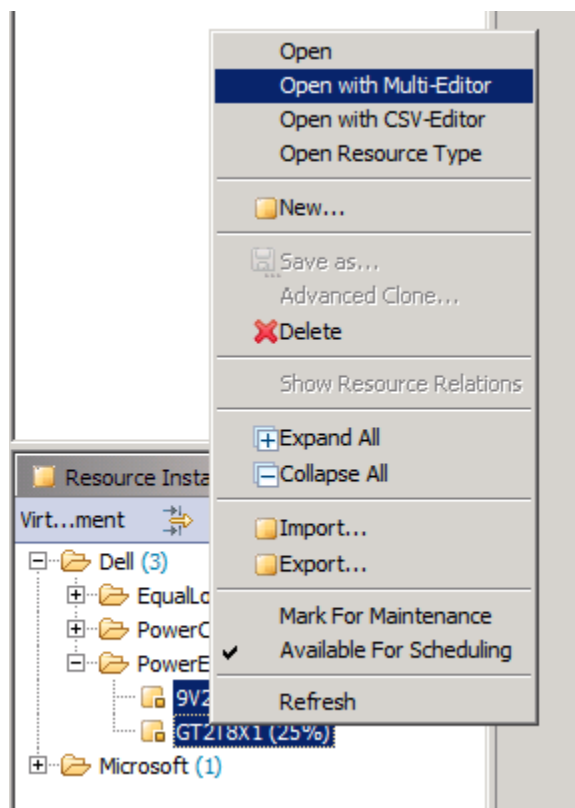 Open
Open with Multi-Editor
Open with CSV-Editor
Open Resource Type
New...
Save as...
Advanced Clone...
Delete
Show Resource Relations
Expand All
Collapse All
Import...
Export...
Mark For Maintenance
Available For Scheduling
Refresh
Resource Insta
Virt...ment
Dell (3)
EqualLo
PowerC
PowerE
9V2
GT2T8X1 (25%)
Microsoft (1)